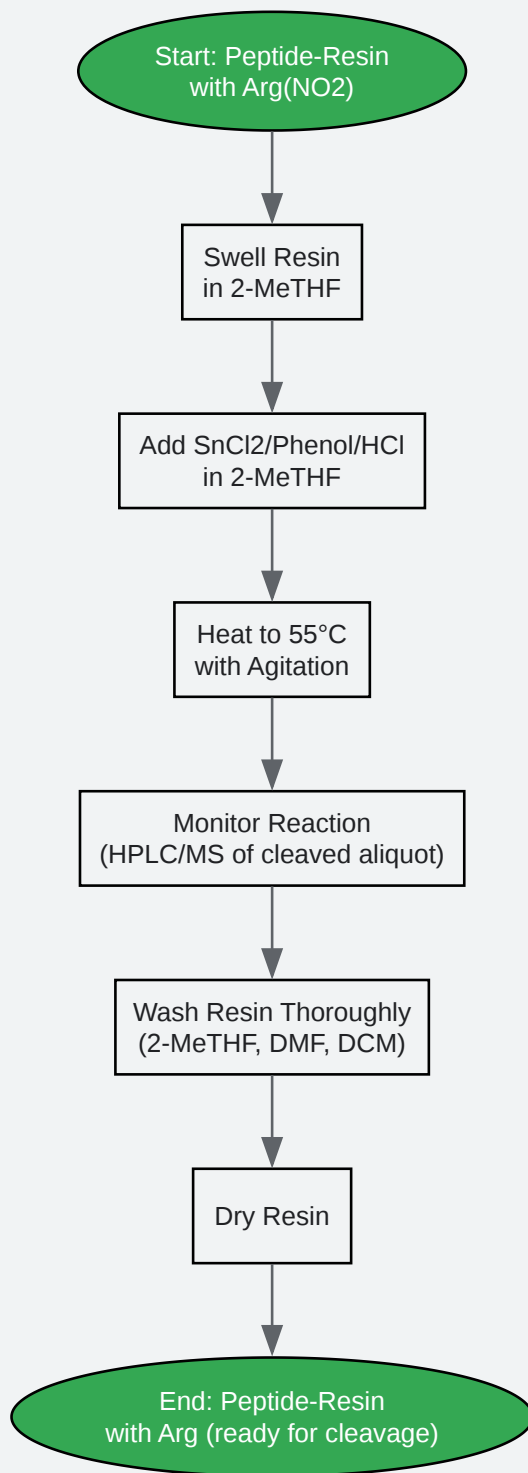 Start: Peptide-Resin
with Arg(NO2)
Swell Resin
in 2-MeTHF
Add SnCl2/Phenol/HCl
in 2-MeTHF
Heat to 55°C
with Agitation
Monitor Reaction
(HPLC/MS of cleaved aliquot)
Wash Resin Thoroughly
(2-MeTHF, DMF, DCM)
Dry Resin
End: Peptide-Resin
with Arg (ready for cleavage)